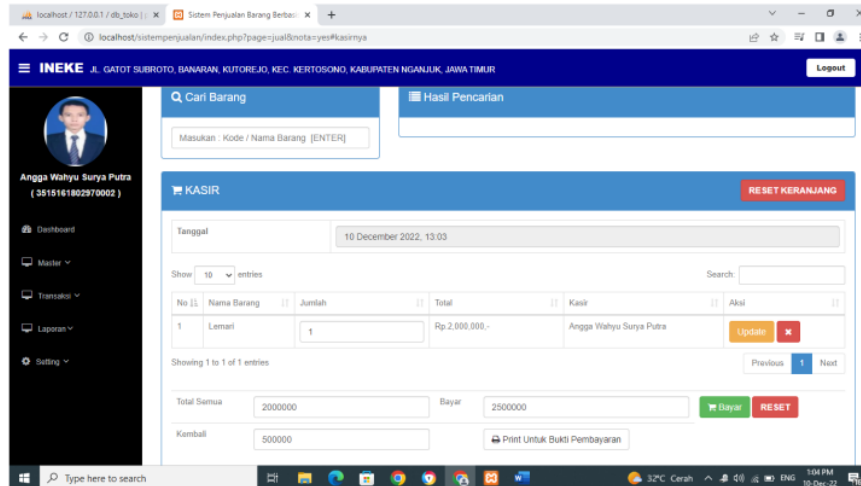 localhost / 127.0.0.1 / db_toko | p
Sistem Penjualan Barang Berbasis
localhost/sistempenjualan/index.php?page=jual&nota=yes#kasirnya
INEKE JL. GATOT SUBROTO, BANARAN, KUTOREJO, KEC. KERTOSONO, KABUPATEN NGANJUK, JAWA TIMUR
Logout
Cari Barang
Hasil Pencarian
Masukan : Kode / Nama Barang [ENTER]
Angga Wahyu Surya Putra
( 3515161802970002 )
Dashboard
Master
Transaksi
Laporan
Setting
KASIR
RESET KERANJANG
Tanggal
10 December 2022, 13:03
Show 10 entries
Search:
No Nama Barang Jumlah Total Kasir Aksi
1 Lemari 1 Rp.2,000,000,- Angga Wahyu Surya Putra Update
Showing 1 to 1 of 1 entries
Previous 1 Next
Total Semua 2000000 Bayar 2500000 Bayar RESET
Kembali 500000 Print Untuk Bukti Pembayaran
Type here to search
32°C Cerah
ENG
1:04 PM
10-Dec-22